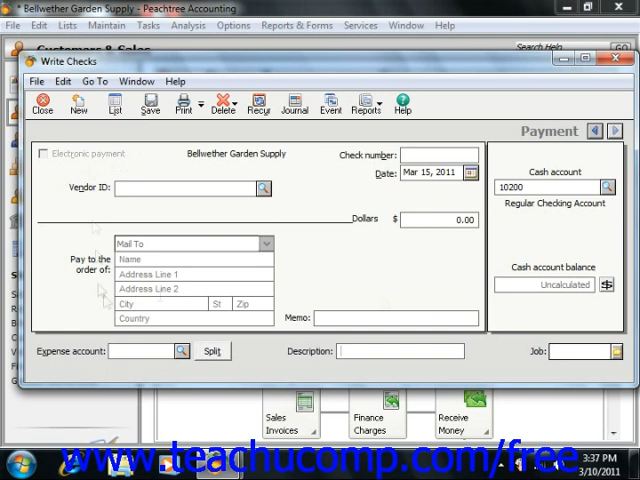 * Bellwether Garden Supply - Peachtree Accounting
File Edit Lists Maintain Tasks Analysis Options Reports & Forms Services Window Help
Customers & Sales
Search Help
GO
Write Checks
File Edit Go To Window Help
Close New List Save Print Delete Recur Journal Event Reports Help
Payment
Electronic payment
Bellwether Garden Supply
Check number:
Date: Mar 15, 2011
Cash account
10200
Regular Checking Account
Vendor ID:
Dollars $ 0.00
Mail To
Pay to the order of:
Name
Address Line 1
Address Line 2
City St Zip
Country
Memo:
Cash account balance
Uncalculated
Expense account:
Split
Description:
Job:
Sales Invoices
Finance Charges
Receive Money
www.teachucomp.com/free
3:37 PM
3/10/2011